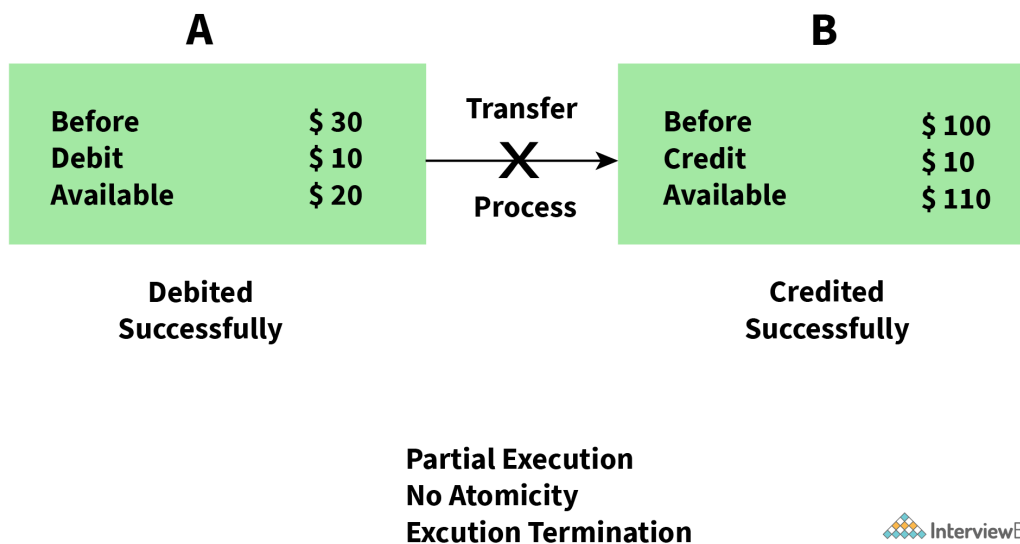 A
B
Before $ 30
Debit $ 10
Available $ 20
Transfer
X
Process
Before $ 100
Credit $ 10
Available $ 110
Debited
Successfully
Credited
Successfully
Partial Execution
No Atomicity
Excution Termination